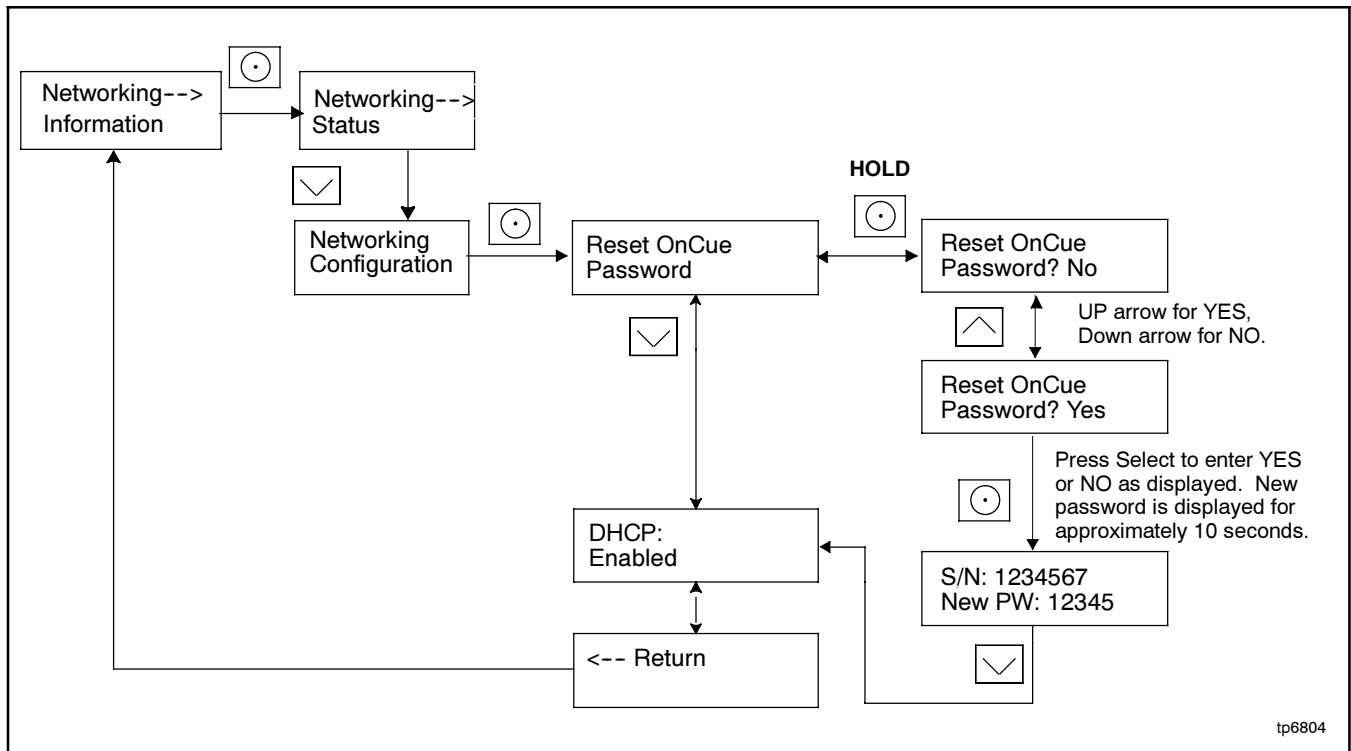 Networking-->
Information
Networking-->
Status
Networking
Configuration
Reset OnCue
Password
HOLD
Reset OnCue
Password? No
UP arrow for YES,
Down arrow for NO.
Reset OnCue
Password? Yes
Press Select to enter YES
or NO as displayed.  New
password is displayed for
approximately 10 seconds.
DHCP:
Enabled
S/N: 1234567
New PW: 12345
<-- Return
tp6804